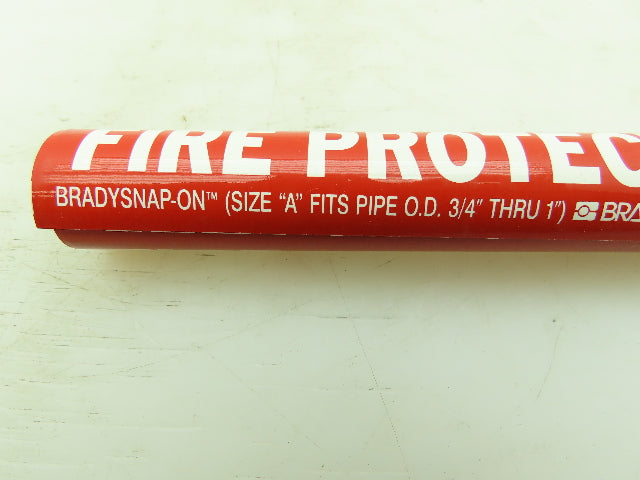 FIRE PROTEC
BRADYSNAP-ON™ (SIZE "A" FITS PIPE O.D. 3/4" THRU 1") BRA